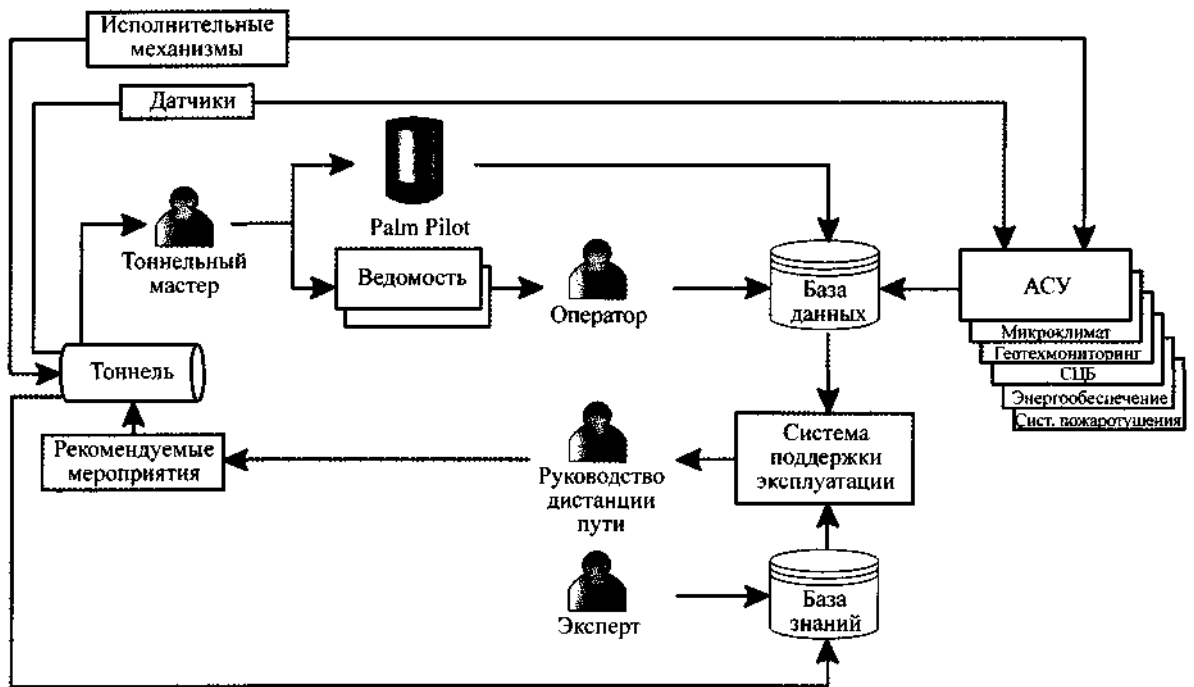 Исполнительные
механизмы
Датчики
Palm Pilot
Тоннельный
мастер
Ведомость
Оператор
База
данных
АСУ
Микроклимат
Геотехмониторинг
СЦБ
Энергообеспечение
Сист. пожаротушения
Тоннель
Рекомендуемые
мероприятия
Руководство
дистанции
пути
Система
поддержки
эксплуатации
Эксперт
База
знаний